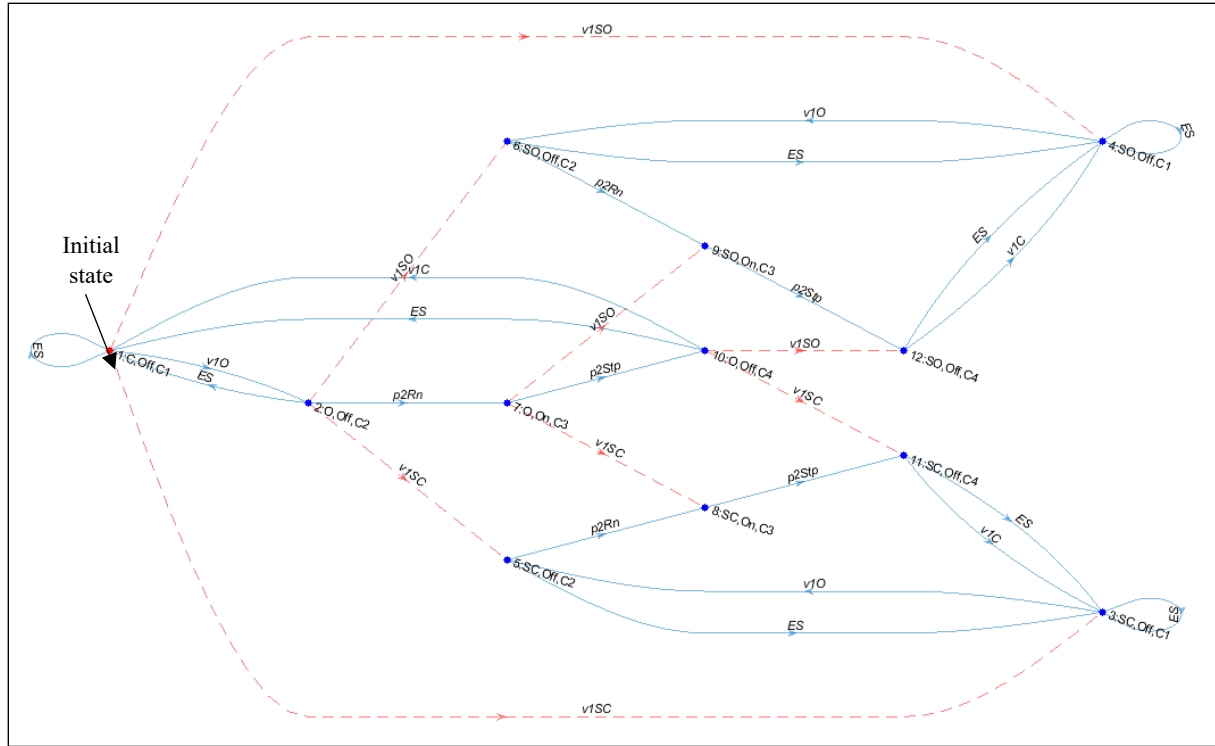 v1SO
v1O
ES
4:SO,Off,C1
6:SO,Off,C2
ES
p2Rn
Initial
state
9:SO,On,C3
ES
v1C
v1SO
v1C
p2Stp
ES
v1SO
v1SO
ES
1:C,Off,C1
v1O
ES
p2Stp
10:O,Off,C4
12:SO,Off,C4
2:O,Off,C2
p2Rn
7:O,On,C3
v1SC
v1SC
v1SC
p2Stp
11:SC,Off,C4
p2Rn
8:SC,On,C3
ES
v1C
5:SC,Off,C2
v1O
ES
3:SC,Off,C1
ES
v1SC